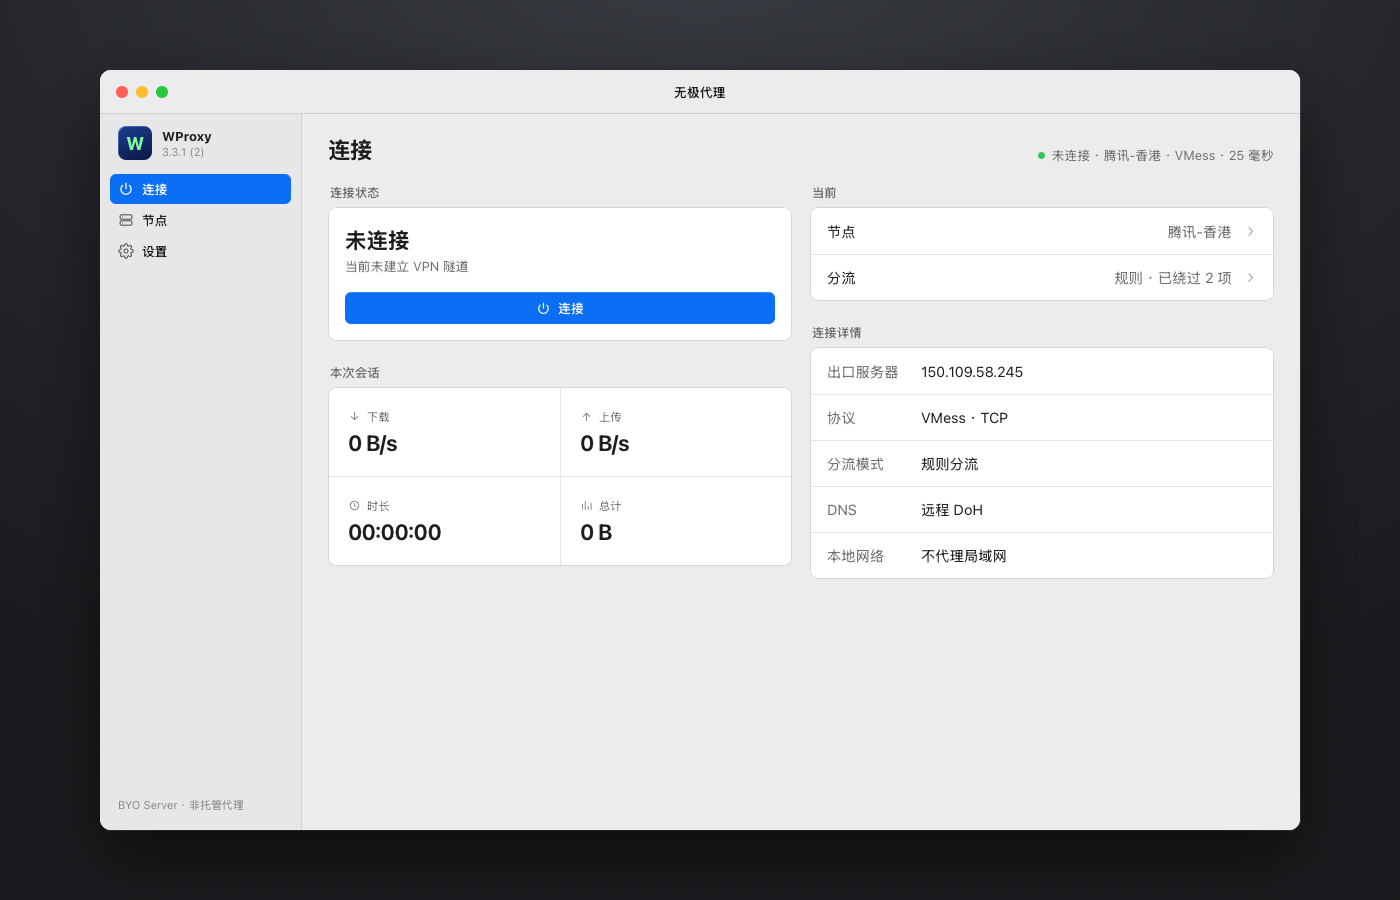 无极代理
W
WProxy
3.3.1 (2)
连接
节点
设置
BYO Server · 非托管代理
连接
未连接 · 腾讯-香港 · VMess · 25 毫秒
连接状态
未连接
当前未建立 VPN 隧道
连接
本次会话
下载
0 B/s
上传
0 B/s
时长
00:00:00
总计
0 B
当前
节点 腾讯-香港
分流 规则 · 已绕过 2 项
连接详情
出口服务器 150.109.58.245
协议 VMess · TCP
分流模式 规则分流
DNS 远程 DoH
本地网络 不代理局域网